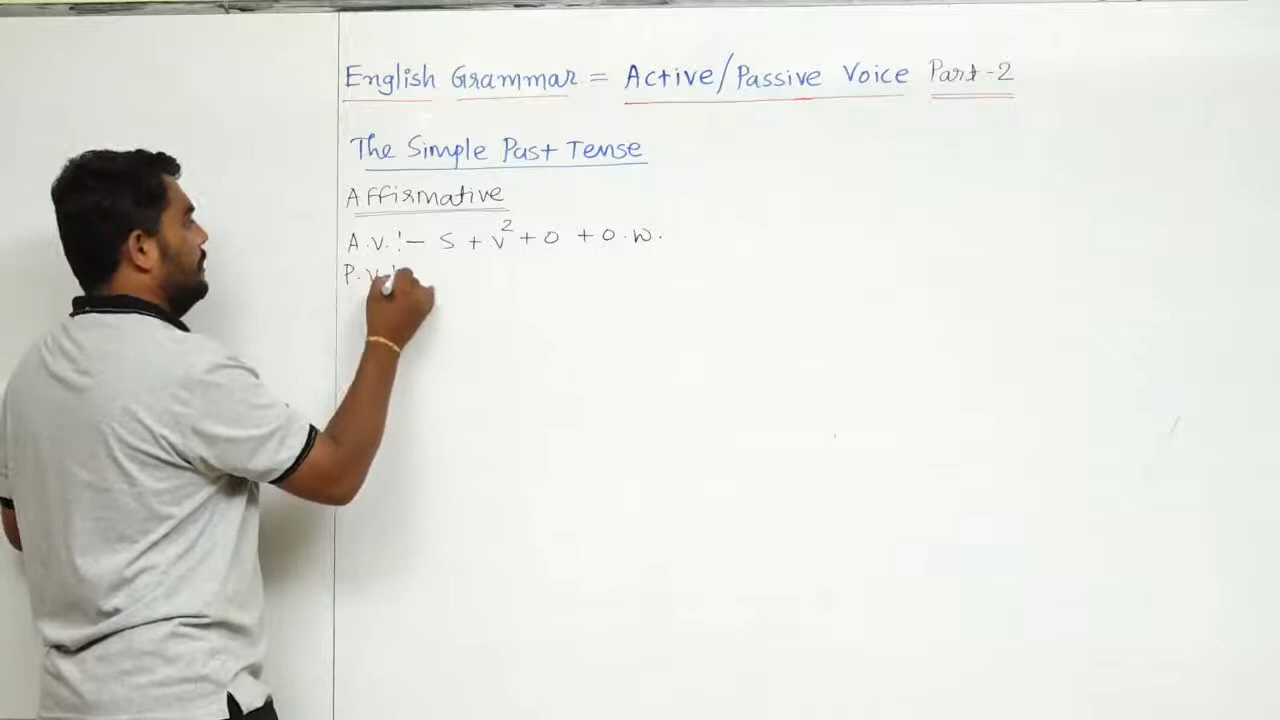 English Grammar = Active/Passive Voice Part-2
The Simple Past Tense
Affirmative
A.V. :- S + V² + O + O.W.
P.V.